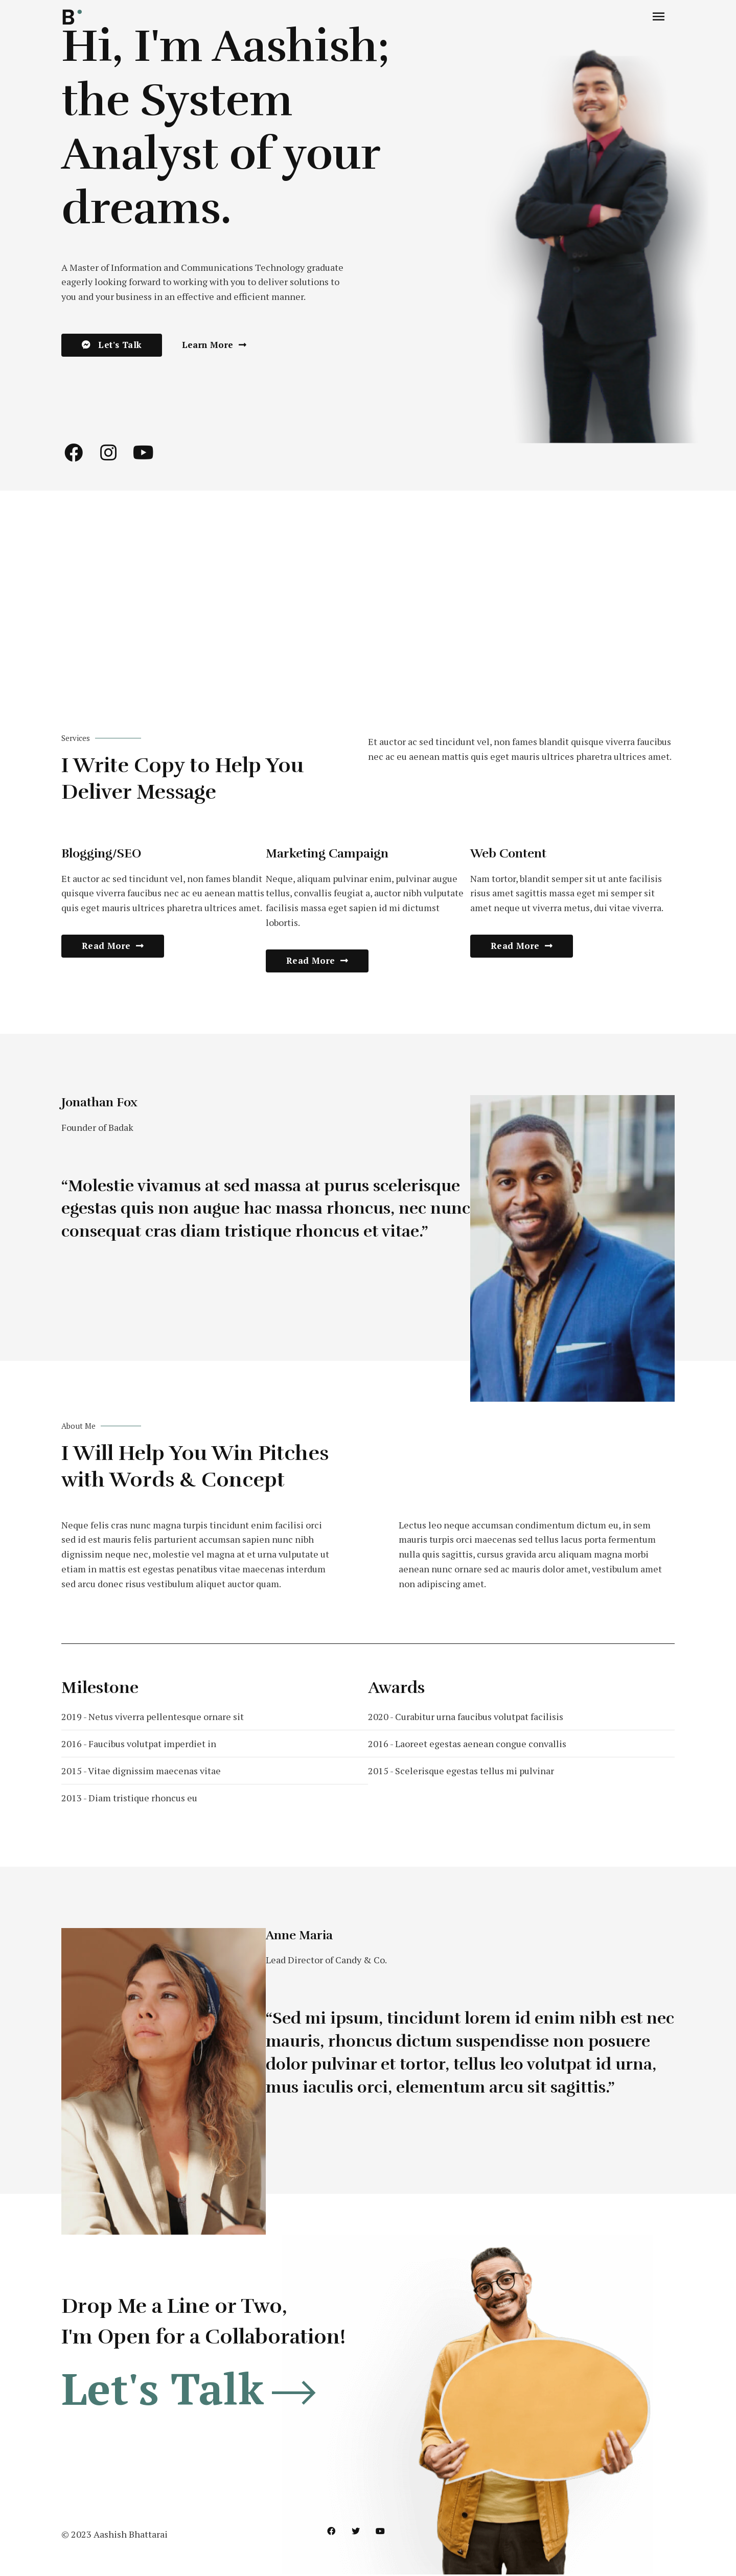 B
Hi, I'm Aashish;
the System
Analyst of your
dreams.
A Master of Information and Communications Technology graduate
eagerly looking forward to working with you to deliver solutions to
you and your business in an effective and efficient manner.
Let's Talk
Learn More
Services
I Write Copy to Help You
Deliver Message
Et auctor ac sed tincidunt vel, non fames blandit quisque viverra faucibus
nec ac eu aenean mattis quis eget mauris ultrices pharetra ultrices amet.
Blogging/SEO
Et auctor ac sed tincidunt vel, non fames blandit
quisque viverra faucibus nec ac eu aenean mattis
quis eget mauris ultrices pharetra ultrices amet.
Read More
Marketing Campaign
Neque, aliquam pulvinar enim, pulvinar augue
tellus, convallis feugiat a, auctor nibh vulputate
facilisis massa eget sapien id mi dictumst
lobortis.
Read More
Web Content
Nam tortor, blandit semper sit ut ante facilisis
risus amet sagittis massa eget mi semper sit
amet neque ut viverra metus, dui vitae viverra.
Read More
Jonathan Fox
Founder of Badak
“Molestie vivamus at sed massa at purus scelerisque
egestas quis non augue hac massa rhoncus, nec nunc
consequat cras diam tristique rhoncus et vitae.”
About Me
I Will Help You Win Pitches
with Words & Concept
Neque felis cras nunc magna turpis tincidunt enim facilisi orci
sed id est mauris felis parturient accumsan sapien nunc nibh
dignissim neque nec, molestie vel magna at et urna vulputate ut
etiam in mattis est egestas penatibus vitae maecenas interdum
sed arcu donec risus vestibulum aliquet auctor quam.
Lectus leo neque accumsan condimentum dictum eu, in sem
mauris turpis orci maecenas sed tellus lacus porta fermentum
nulla quis sagittis, cursus gravida arcu aliquam magna morbi
aenean nunc ornare sed ac mauris dolor amet, vestibulum amet
non adipiscing amet.
Milestone
2019 - Netus viverra pellentesque ornare sit
2016 - Faucibus volutpat imperdiet in
2015 - Vitae dignissim maecenas vitae
2013 - Diam tristique rhoncus eu
Awards
2020 - Curabitur urna faucibus volutpat facilisis
2016 - Laoreet egestas aenean congue convallis
2015 - Scelerisque egestas tellus mi pulvinar
Anne Maria
Lead Director of Candy & Co.
“Sed mi ipsum, tincidunt lorem id enim nibh est nec
mauris, rhoncus dictum suspendisse non posuere
dolor pulvinar et tortor, tellus leo volutpat id urna,
mus iaculis orci, elementum arcu sit sagittis.”
Drop Me a Line or Two,
I'm Open for a Collaboration!
Let's Talk
© 2023 Aashish Bhattarai